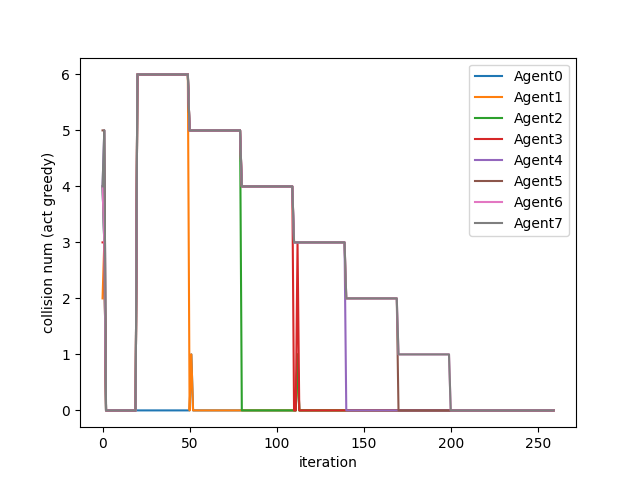 collision num (act greedy)
6
5
4
3
2
1
0
0
50
100
150
200
250
iteration
Agent0
Agent1
Agent2
Agent3
Agent4
Agent5
Agent6
Agent7